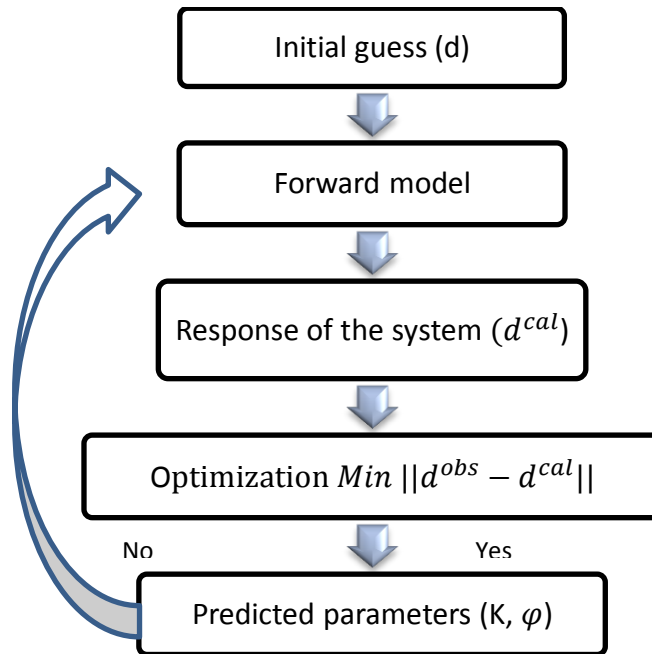 Initial guess (d)
Forward model
Response of the system (d^{cal})
Optimization Min ||d^{obs} − d^{cal}||
No Yes
Predicted parameters (K, φ)